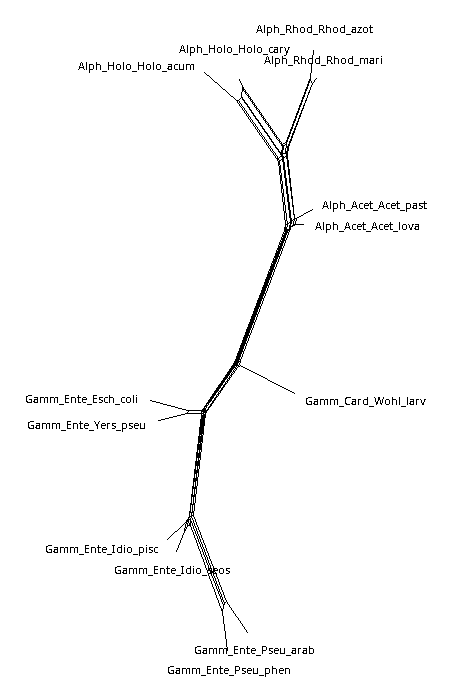 Alph_Rhod_Rhod_azot
Alph_Holo_Holo_cary
Alph_Rhod_Rhod_mari
Alph_Holo_Holo_acum
Alph_Acet_Acet_past
Alph_Acet_Acet_lova
Gamm_Ente_Esch_coli
Gamm_Card_Wohl_larv
Gamm_Ente_Yers_pseu
Gamm_Ente_Idio_pisc
Gamm_Ente_Idio_seos
Gamm_Ente_Pseu_arab
Gamm_Ente_Pseu_phen